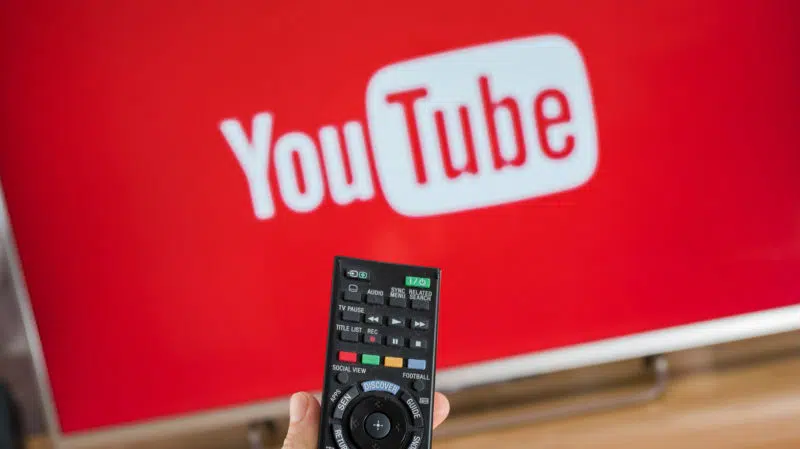 YouTube
I/
AUDIO
SYNC MENU
RELATED SEARCH
TV PAUSE
TITLE LIST
REC
SOCIAL VIEW
FOOTBALL
APPS
SEN
DISCOVER
GUIDE
RETURN